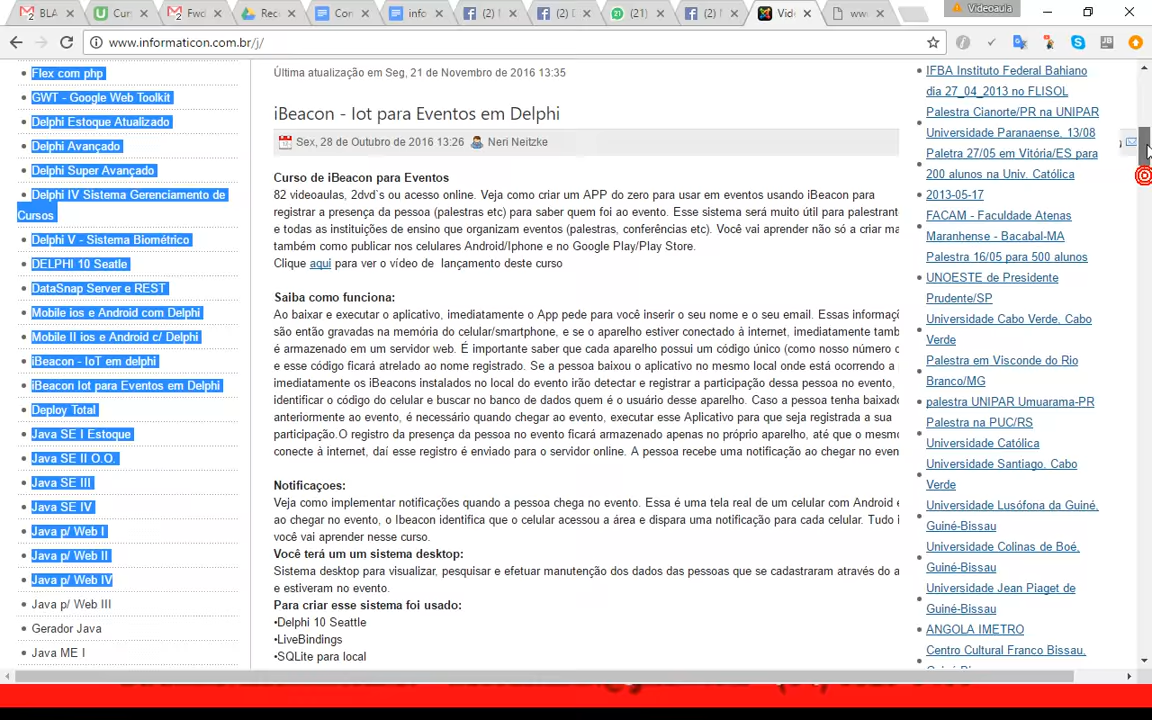 BLA
Cur
Fwd
Rec
Con
info
(2)
(2)
(21)
(2)
Vide
ww
Videoaula
www.informaticon.com.br/j/
Flex com php
GWT - Google Web Toolkit
Delphi Estoque Atualizado
Delphi Avançado
Delphi Super Avançado
Delphi IV Sistema Gerenciamento de
Cursos
Delphi V - Sistema Biométrico
DELPHI 10 Seatle
DataSnap Server e REST
Mobile ios e Android com Delphi
Mobile II ios e Android c/ Delphi
iBeacon - IoT em delphi
iBeacon Iot para Eventos em Delphi
Deploy Total
Java SE I Estoque
Java SE II O.O.
Java SE III
Java SE IV
Java p/ Web I
Java p/ Web II
Java p/ Web IV
Java p/ Web III
Gerador Java
Java ME I
Última atualização em Seg, 21 de Novembro de 2016 13:35
iBeacon - Iot para Eventos em Delphi
Sex, 28 de Outubro de 2016 13:26 Neri Neitzke
Curso de iBeacon para Eventos
82 videoaulas, 2dvd`s ou acesso online. Veja como criar um APP do zero para usar em eventos usando iBeacon para
registrar a presença da pessoa (palestras etc) para saber quem foi ao evento. Esse sistema será muito útil para palestrant
e todas as instituições de ensino que organizam eventos (palestras, conferências etc). Você vai aprender não só a criar ma
também como publicar nos celulares Android/Iphone e no Google Play/Play Store.
Clique aqui para ver o vídeo de lançamento deste curso
Saiba como funciona:
Ao baixar e executar o aplicativo, imediatamente o App pede para você inserir o seu nome e o seu email. Essas informaç
são então gravadas na memória do celular/smartphone, e se o aparelho estiver conectado à internet, imediatamente tamb
é armazenado em um servidor web. É importante saber que cada aparelho possui um código único (como nosso número c
e esse código ficará atrelado ao nome registrado. Se a pessoa baixou o aplicativo no mesmo local onde está ocorrendo a
imediatamente os iBeacons instalados no local do evento irão detectar e registrar a participação dessa pessoa no evento,
identificar o código do celular e buscar no banco de dados quem é o usuário desse aparelho. Caso a pessoa tenha baixado
anteriormente ao evento, é necessário quando chegar ao evento, executar esse Aplicativo para que seja registrada a sua
participação.O registro da presença da pessoa no evento ficará armazenado apenas no próprio aparelho, até que o mesmo
conecte à internet, daí esse registro é enviado para o servidor online. A pessoa recebe uma notificação ao chegar no even
Notificaçoes:
Veja como implementar notificações quando a pessoa chega no evento. Essa é uma tela real de um celular com Android e
ao chegar no evento, o Ibeacon identifica que o celular acessou a área e dispara uma notificação para cada celular. Tudo i
você vai aprender nesse curso.
Você terá um um sistema desktop:
Sistema desktop para visualizar, pesquisar e efetuar manutenção dos dados das pessoas que se cadastraram através do a
e estiveram no evento.
Para criar esse sistema foi usado:
•Delphi 10 Seattle
•LiveBindings
•SQLite para local
IFBA Instituto Federal Bahiano
dia 27_04_2013 no FLISOL
Palestra Cianorte/PR na UNIPAR
Universidade Paranaense, 13/08
Paletra 27/05 em Vitória/ES para
200 alunos na Univ. Católica
2013-05-17
FACAM - Faculdade Atenas
Maranhense - Bacabal-MA
Palestra 16/05 para 500 alunos
UNOESTE de Presidente
Prudente/SP
Universidade Cabo Verde, Cabo
Verde
Palestra em Visconde do Rio
Branco/MG
palestra UNIPAR Umuarama-PR
Palestra na PUC/RS
Universidade Católica
Universidade Santiago, Cabo
Verde
Universidade Lusófona da Guiné,
Guiné-Bissau
Universidade Colinas de Boé,
Guiné-Bissau
Universidade Jean Piaget de
Guiné-Bissau
ANGOLA IMETRO
Centro Cultural Franco Bissau,